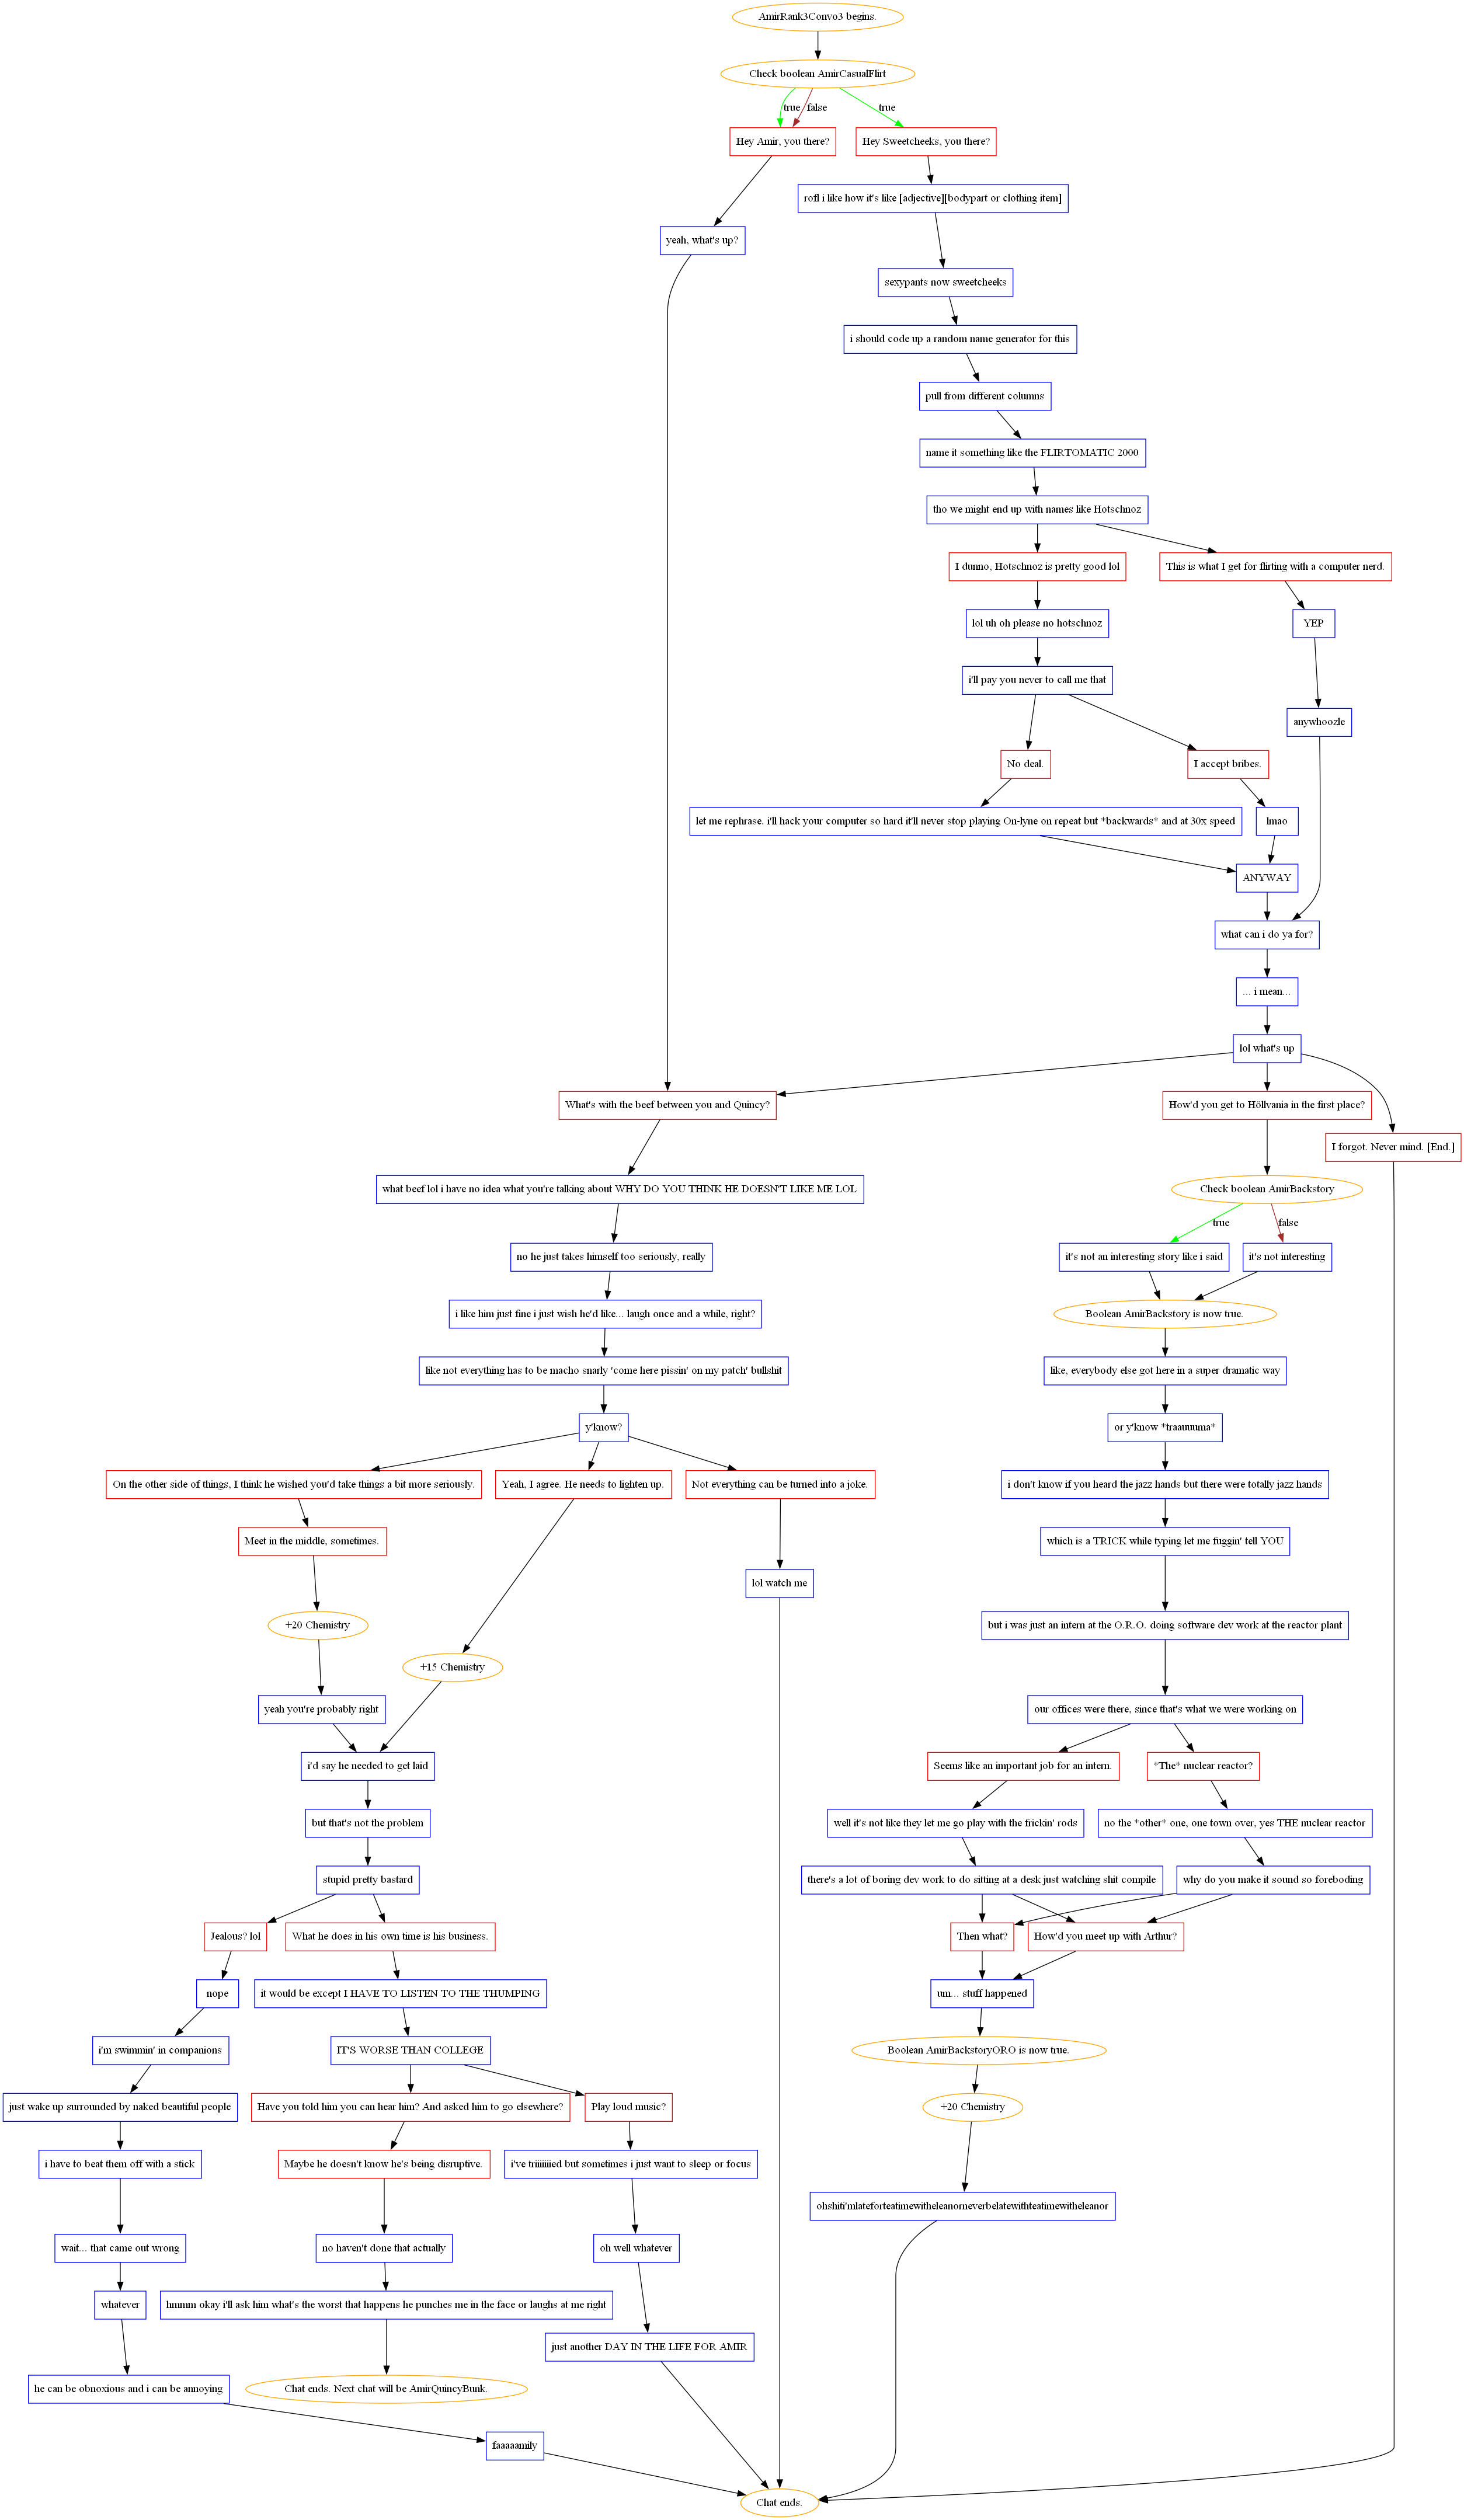 AmirRank3Convo3 begins.
Check boolean AmirCasualFlirt
true
false
true
Hey Amir, you there?
Hey Sweetcheeks, you there?
rofl i like how it's like [adjective][bodypart or clothing item]
yeah, what's up?
sexypants now sweetcheeks
i should code up a random name generator for this
pull from different columns
name it something like the FLIRTOMATIC 2000
tho we might end up with names like Hotschnoz
I dunno, Hotschnoz is pretty good lol
This is what I get for flirting with a computer nerd.
lol uh oh please no hotschnoz
YEP
i'll pay you never to call me that
anywhoozle
No deal.
I accept bribes.
let me rephrase. i'll hack your computer so hard it'll never stop playing On-lyne on repeat but *backwards* and at 30x speed
lmao
ANYWAY
what can i do ya for?
... i mean...
lol what's up
What's with the beef between you and Quincy?
How'd you get to Höllvania in the first place?
I forgot. Never mind. [End.]
what beef lol i have no idea what you're talking about WHY DO YOU THINK HE DOESN'T LIKE ME LOL
Check boolean AmirBackstory
true
false
no he just takes himself too seriously, really
it's not an interesting story like i said
it's not interesting
i like him just fine i just wish he'd like... laugh once and a while, right?
Boolean AmirBackstory is now true.
like not everything has to be macho snarly 'come here pissin' on my patch' bullshit
like, everybody else got here in a super dramatic way
y'know?
or y'know *traauuuma*
On the other side of things, I think he wished you'd take things a bit more seriously.
Yeah, I agree. He needs to lighten up.
Not everything can be turned into a joke.
i don't know if you heard the jazz hands but there were totally jazz hands
Meet in the middle, sometimes.
which is a TRICK while typing let me fuggin' tell YOU
lol watch me
+20 Chemistry
but i was just an intern at the O.R.O. doing software dev work at the reactor plant
+15 Chemistry
yeah you're probably right
our offices were there, since that's what we were working on
i'd say he needed to get laid
Seems like an important job for an intern.
*The* nuclear reactor?
but that's not the problem
well it's not like they let me go play with the frickin' rods
no the *other* one, one town over, yes THE nuclear reactor
stupid pretty bastard
there's a lot of boring dev work to do sitting at a desk just watching shit compile
why do you make it sound so foreboding
Jealous? lol
What he does in his own time is his business.
Then what?
How'd you meet up with Arthur?
nope
it would be except I HAVE TO LISTEN TO THE THUMPING
um... stuff happened
i'm swimmin' in companions
IT'S WORSE THAN COLLEGE
Boolean AmirBackstoryORO is now true.
just wake up surrounded by naked beautiful people
Have you told him you can hear him? And asked him to go elsewhere?
Play loud music?
+20 Chemistry
i have to beat them off with a stick
Maybe he doesn't know he's being disruptive.
i've triiiiiiied but sometimes i just want to sleep or focus
ohshiti'mlateforteatimewitheleanorneverbelatewithteatimewitheleanor
wait... that came out wrong
no haven't done that actually
oh well whatever
whatever
hmmm okay i'll ask him what's the worst that happens he punches me in the face or laughs at me right
just another DAY IN THE LIFE FOR AMIR
he can be obnoxious and i can be annoying
Chat ends. Next chat will be AmirQuincyBunk.
faaaaamily
Chat ends.